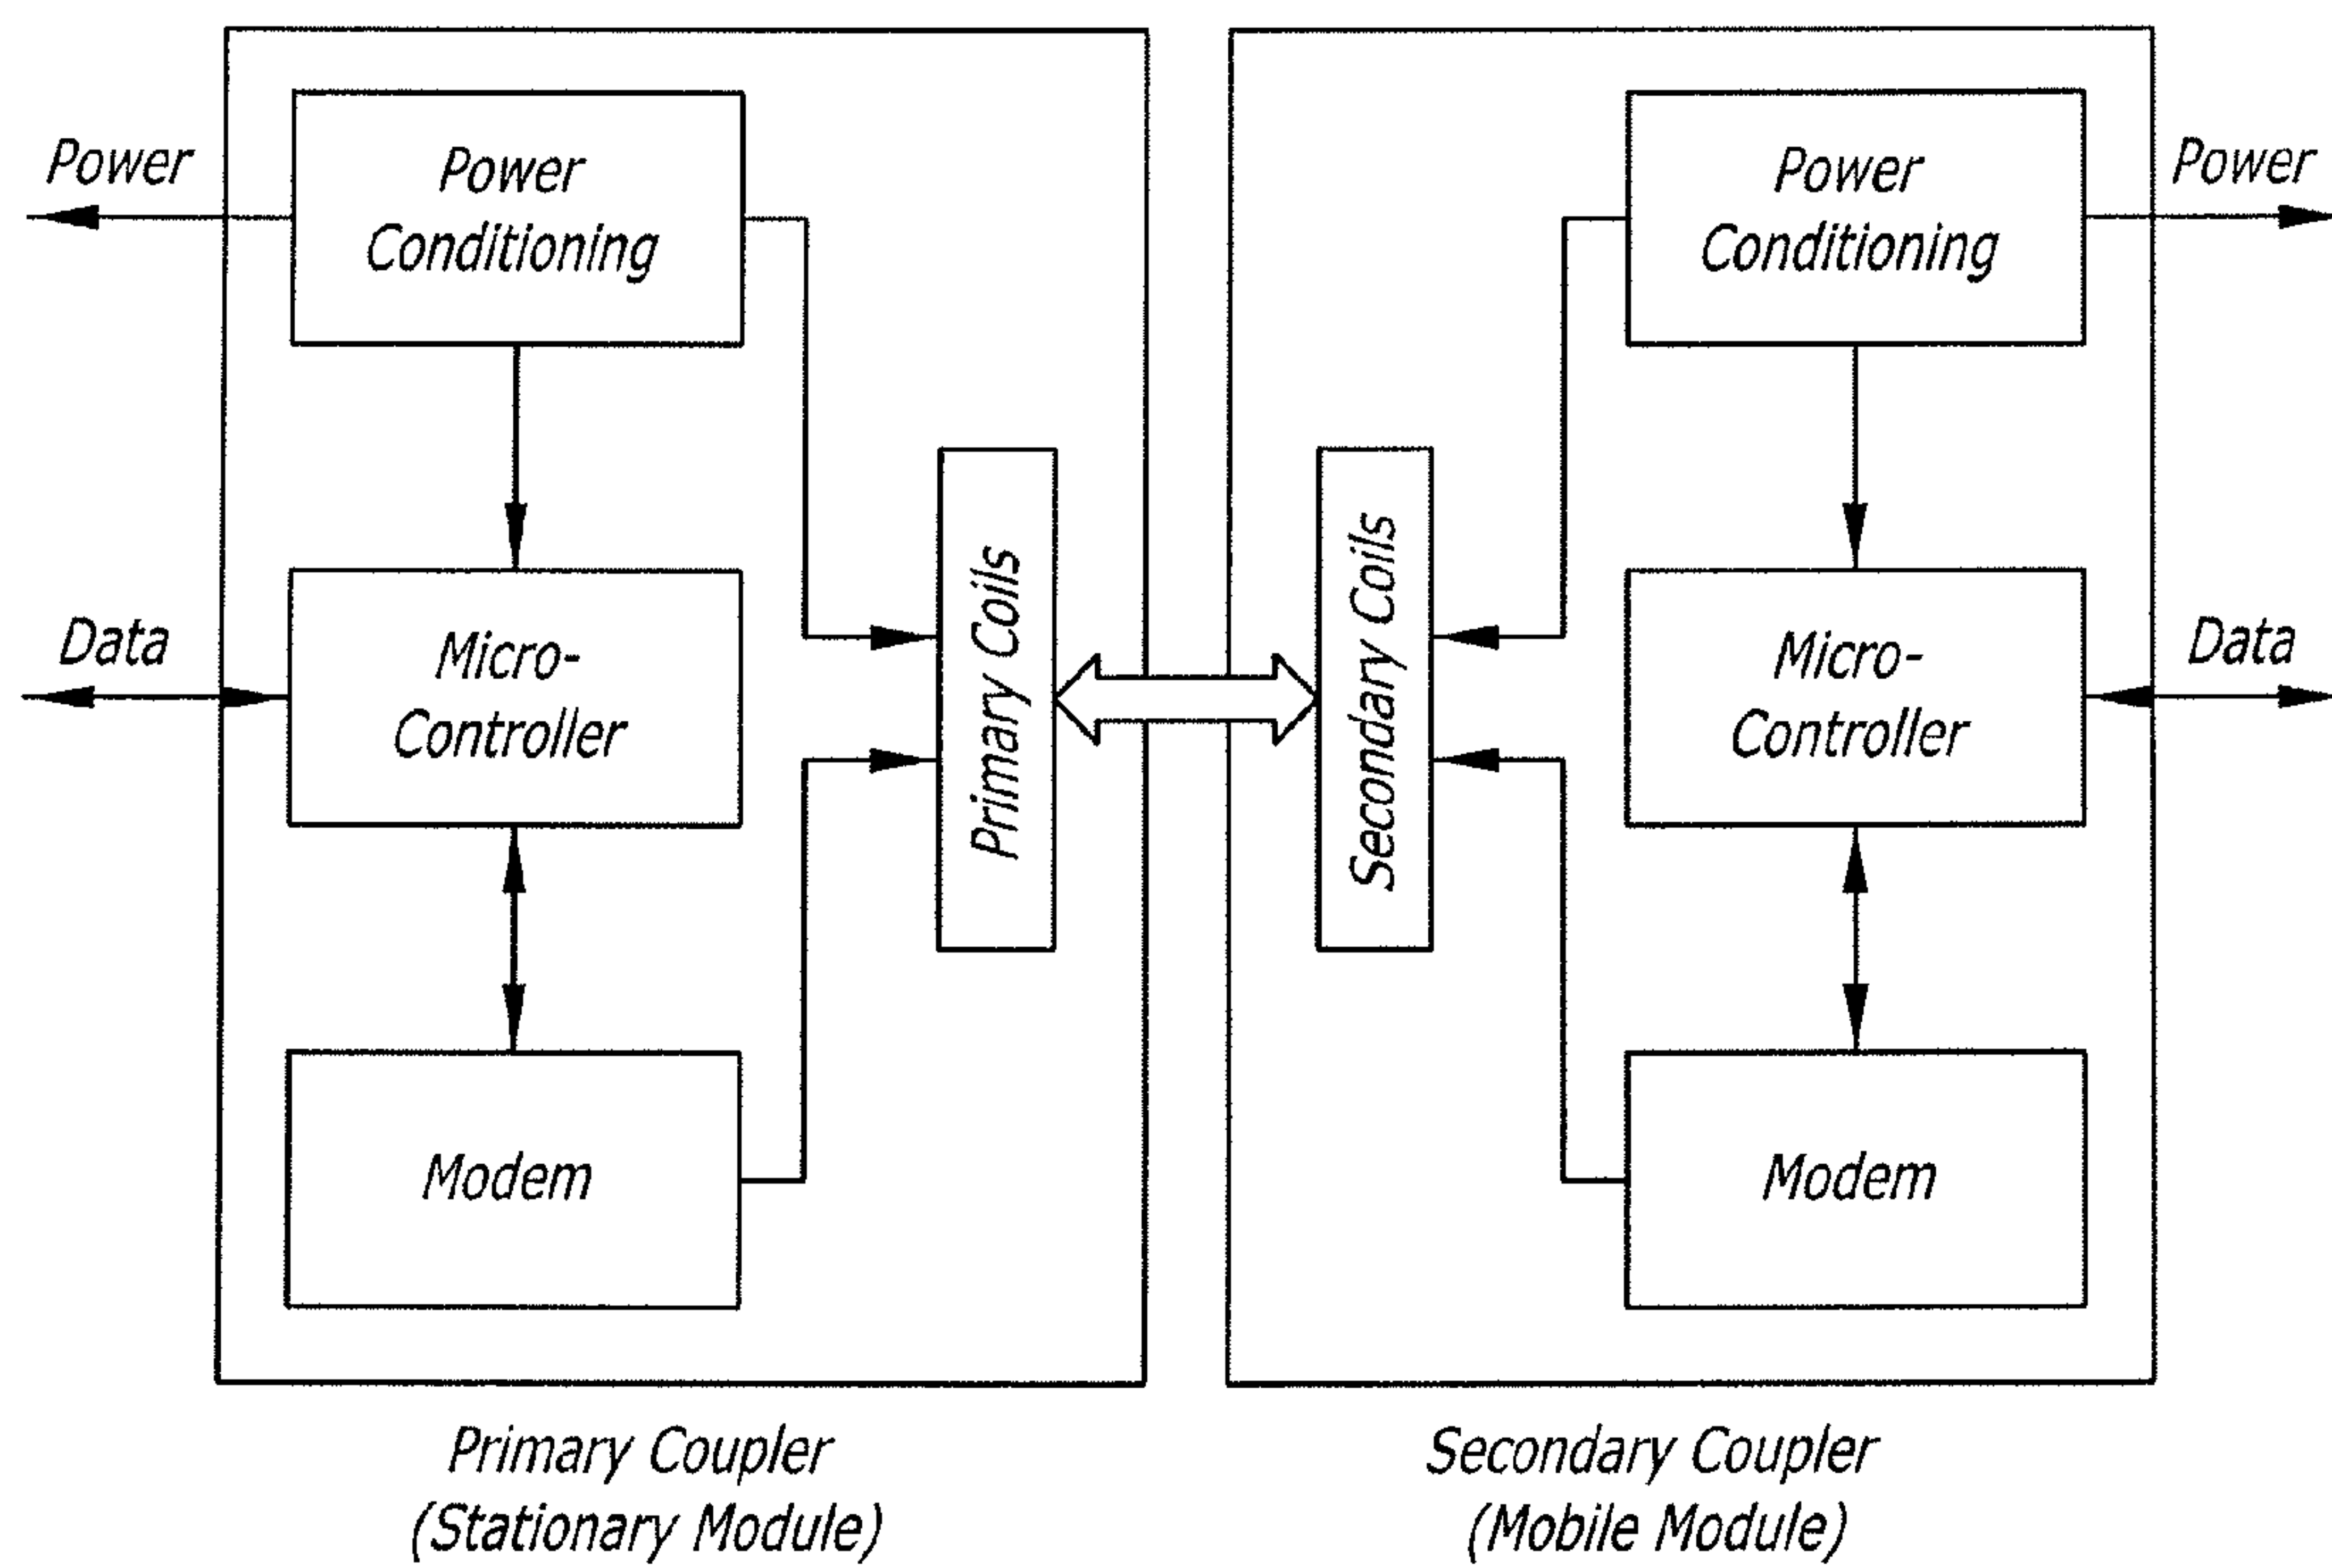 Power
Power
Conditioning
Data
Micro-
Controller
Modem
Primary Coils
Primary Coupler
(Stationary Module)
Power
Conditioning
Power
Secondary Coils
Micro-
Controller
Data
Modem
Secondary Coupler
(Mobile Module)